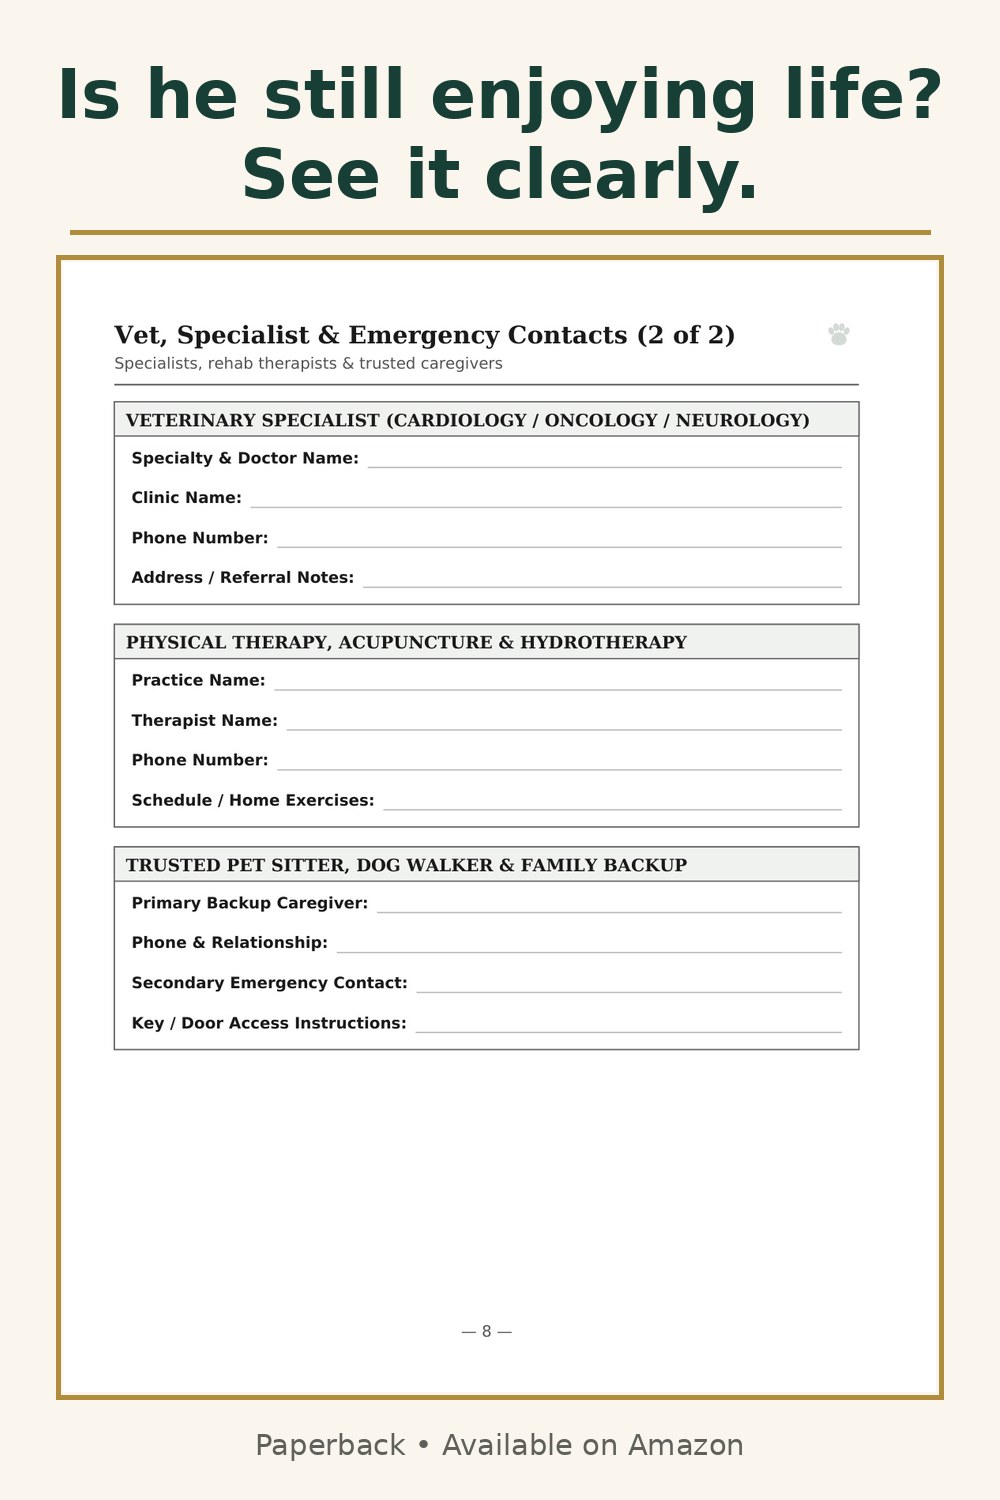 Is he still enjoying life?
See it clearly.
Vet, Specialist & Emergency Contacts (2 of 2)
Specialists, rehab therapists & trusted caregivers
VETERINARY SPECIALIST (CARDIOLOGY / ONCOLOGY / NEUROLOGY)
Specialty & Doctor Name:
Clinic Name:
Phone Number:
Address / Referral Notes:
PHYSICAL THERAPY, ACUPUNCTURE & HYDROTHERAPY
Practice Name:
Therapist Name:
Phone Number:
Schedule / Home Exercises:
TRUSTED PET SITTER, DOG WALKER & FAMILY BACKUP
Primary Backup Caregiver:
Phone & Relationship:
Secondary Emergency Contact:
Key / Door Access Instructions:
— 8 —
Paperback • Available on Amazon